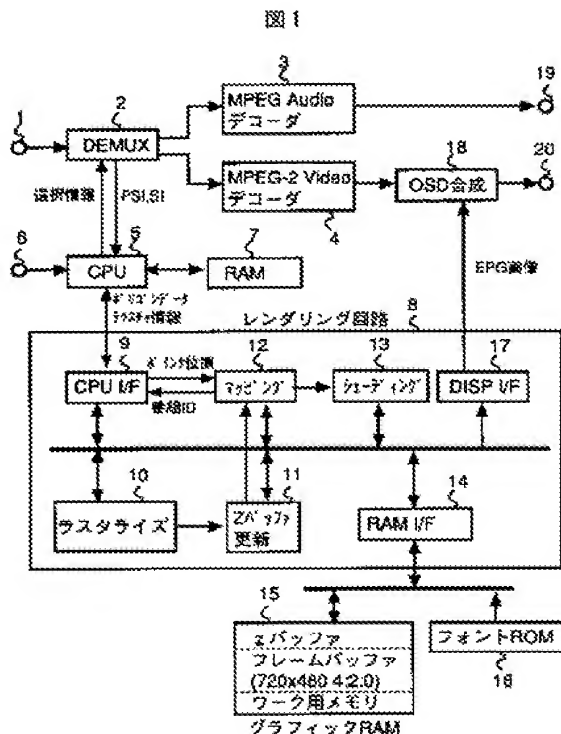 図1
3
MPEG Audio
デコーダ
19
1
2
DEMUX
MPEG-2 Video
デコーダ
4
18
OSD合成
20
選択情報
PSI,SI
6
5
CPU
7
RAM
EPG画像
ポリゴンデータ
テクスチャ情報
レンダリング回路
8
9
CPU I/F
ポインタ位置
番組ID
12
マッピング
13
シェーディング
17
DISP I/F
10
ラスタライズ
11
Zバッファ
更新
14
RAM I/F
15
zバッファ
フレームバッファ
(720x480 4:2:0)
ワーク用メモリ
グラフィックRAM
フォントROM
16